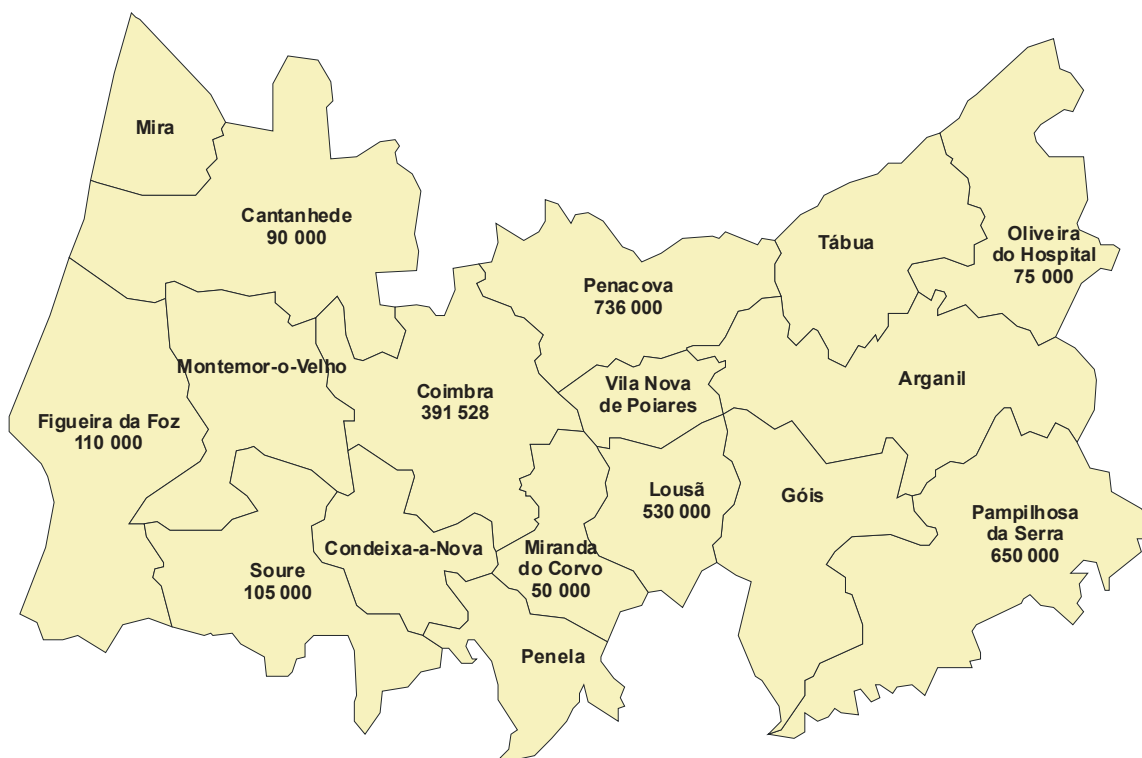 Mira
Cantanhede
90 000
Tábua
Oliveira
do Hospital
75 000
Penacova
736 000
Montemor-o-Velho
Coimbra
391 528
Vila Nova
de Poiares
Arganil
Figueira da Foz
110 000
Lousã
530 000
Góis
Pampilhosa
da Serra
650 000
Condeixa-a-Nova
Miranda
do Corvo
50 000
Soure
105 000
Penela